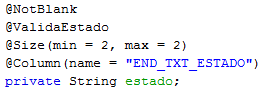 @NotBlank
@ValidaEstado
@Size(min = 2, max = 2)
@Column(name = "END_TXT_ESTADO")
private String estado;